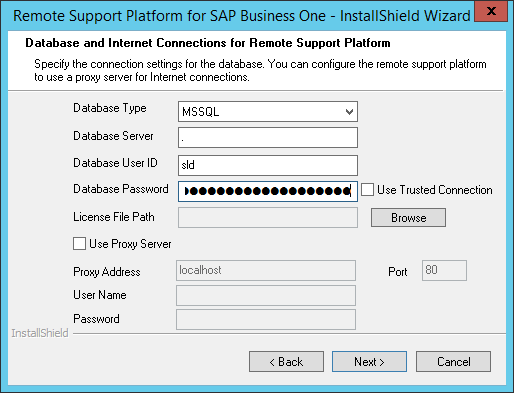 Remote Support Platform for SAP Business One - InstallShield Wizard X
Database and Internet Connections for Remote Support Platform
Specify the connection settings for the database. You can configure the remote support platform
to use a proxy server for Internet connections.
Database Type MSSQL
Database Server .
Database User ID sld
Database Password ●●●●●●●●●●●●●●●●● Use Trusted Connection
License File Path Browse
Use Proxy Server
Proxy Address localhost Port 80
User Name
Password
InstallShield
< Back Next > Cancel